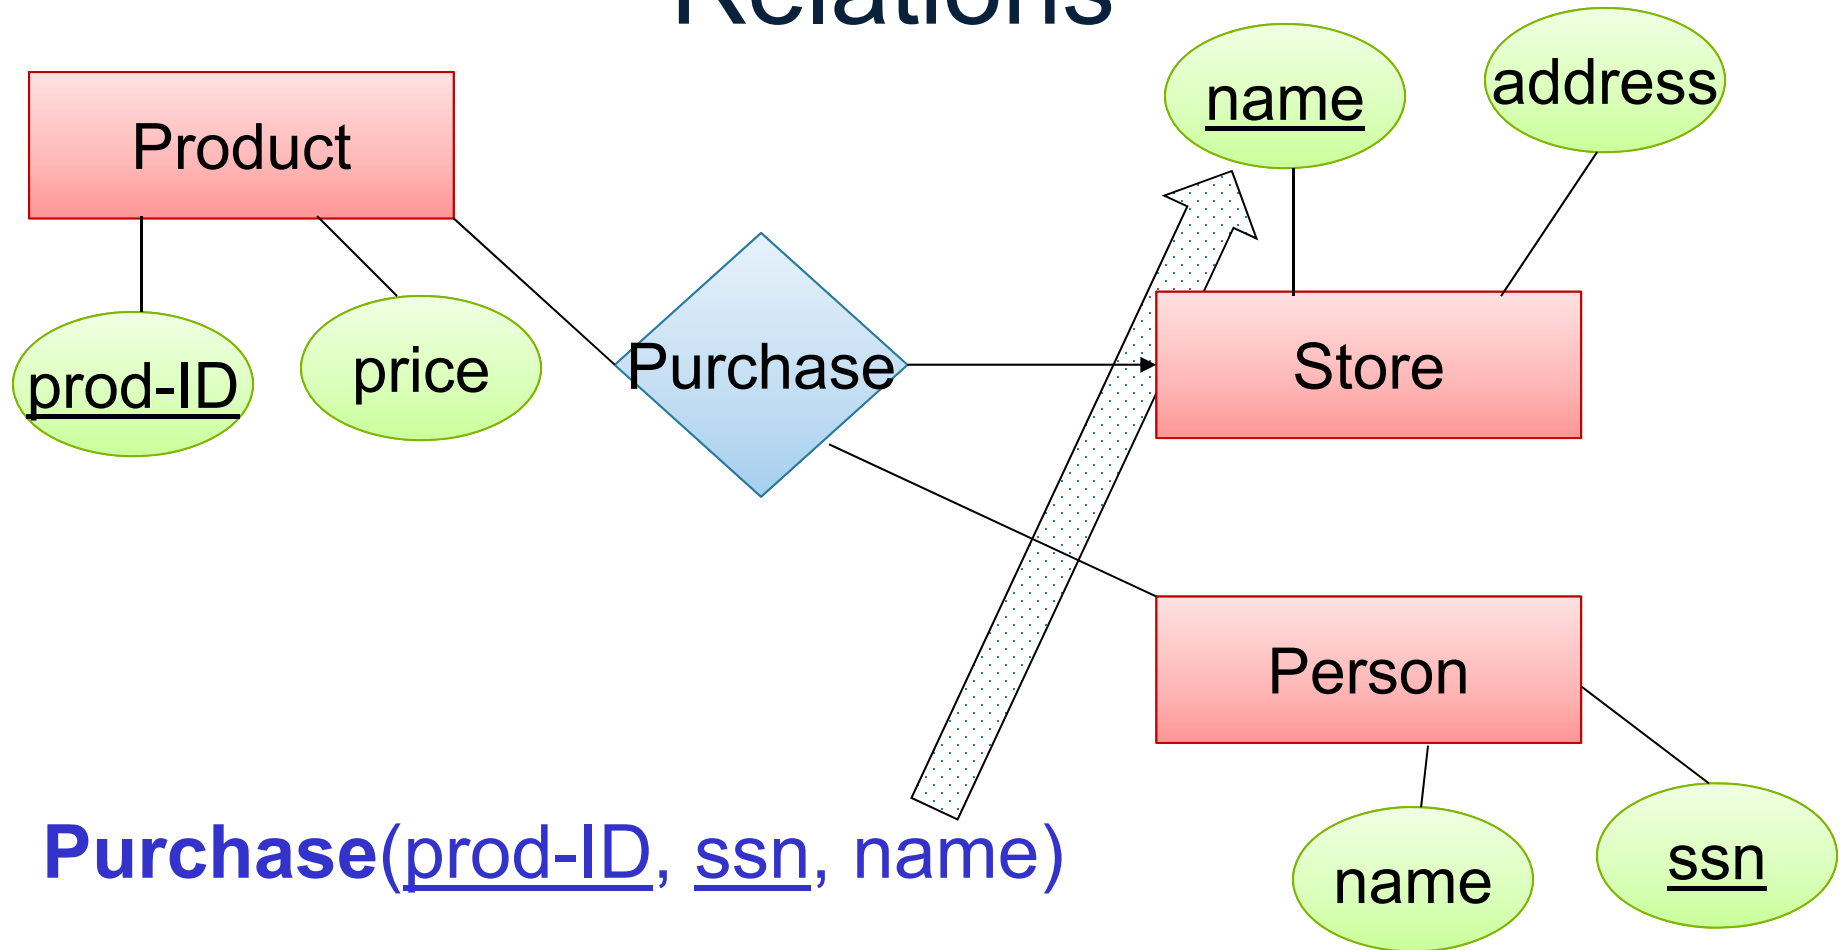 Relations
Product
prod-ID
price
Purchase
name
address
Store
Person
name
ssn
Purchase(prod-ID, ssn, name)